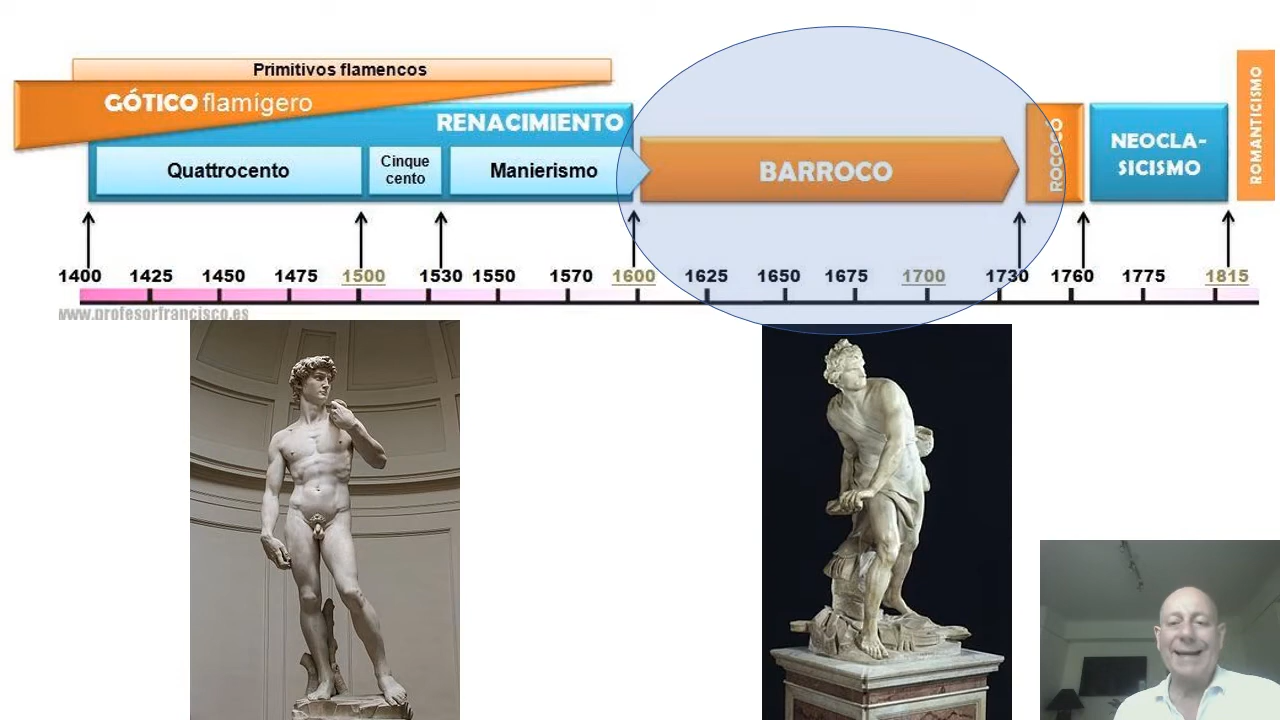 Primitivos flamencos
GÓTICO flamígero
RENACIMIENTO
Quattrocento
Cinque
cento
Manierismo
BARROCO
ROCOCÓ
NEOCLA-
SICISMO
ROMANTICISMO
1400 1425 1450 1475 1500 1530 1550 1570 1600 1625 1650 1675 1700 1730 1760 1775 1815
www.profesorfrancisco.es